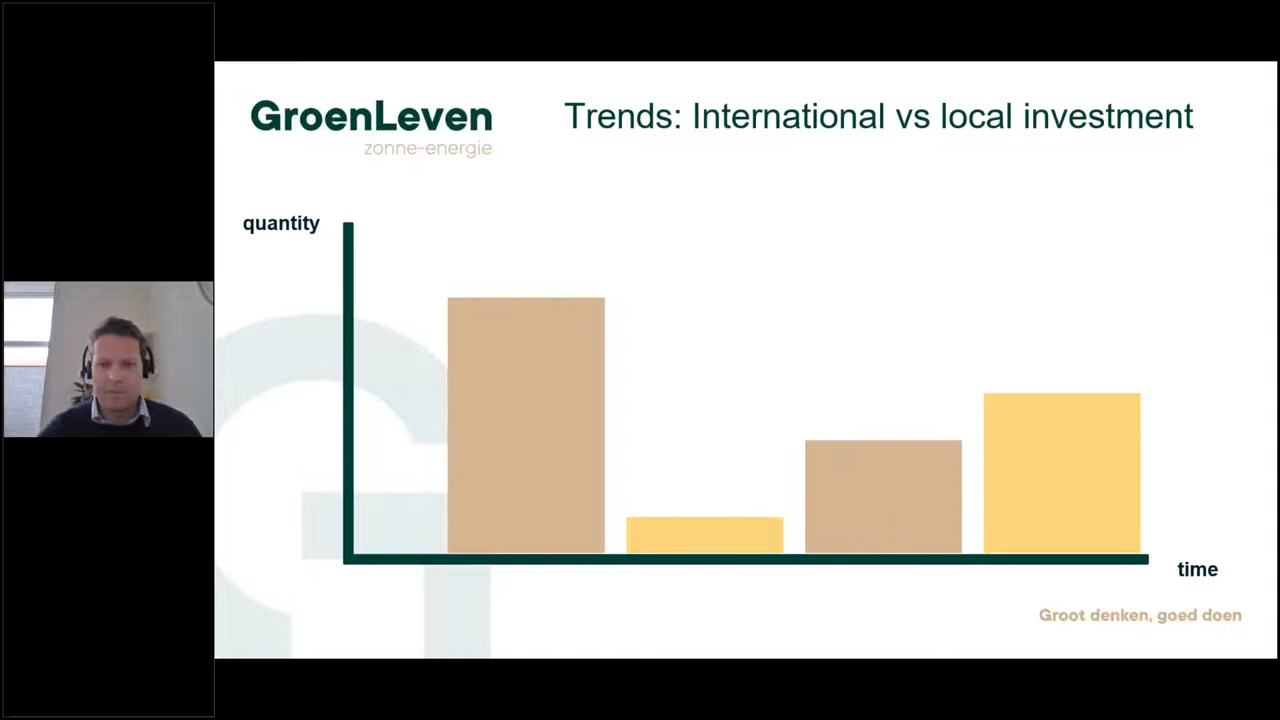 GroenLeven
zonne-energie
Trends: International vs local investment
quantity
time
Groot denken, goed doen